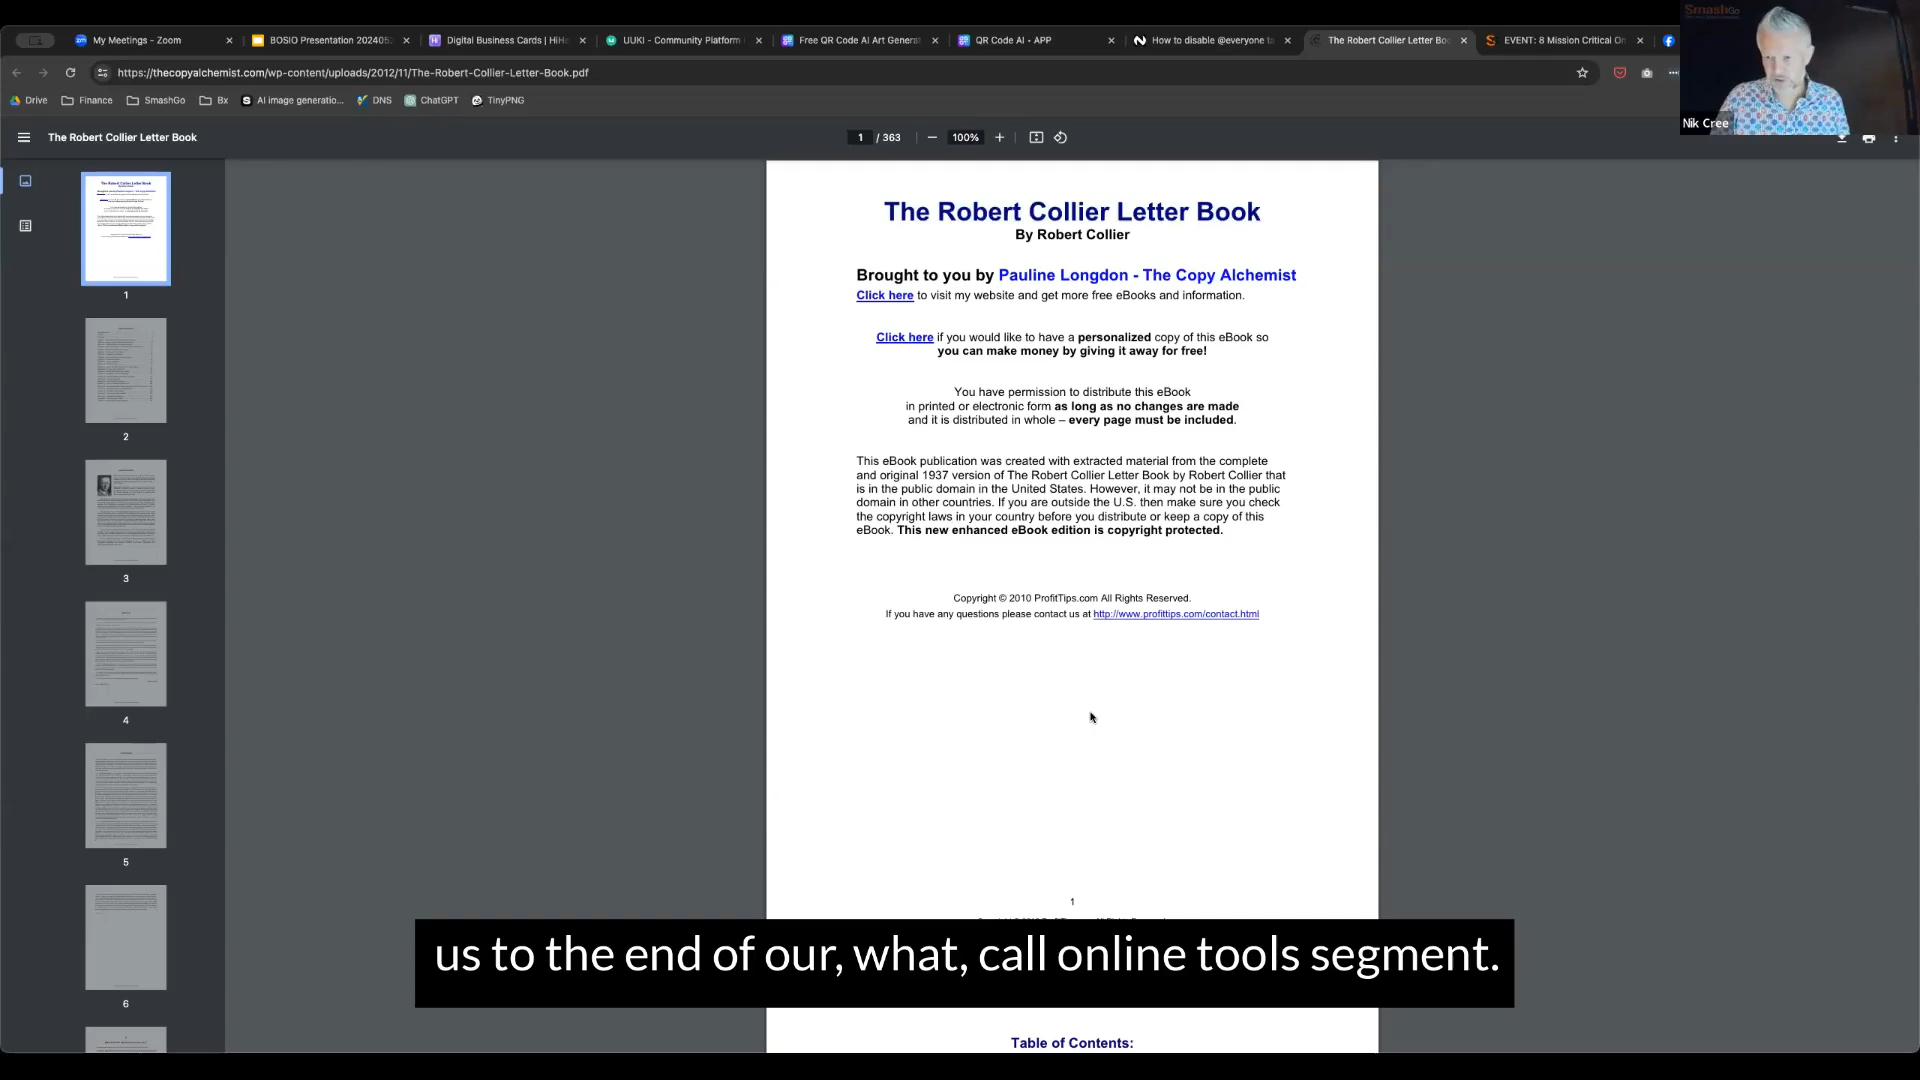 SmashGo
My Meetings - Zoom
BOSIO Presentation 202405
Digital Business Cards | HiH
UUKI - Community Platform
Free QR Code AI Art Genera
QR Code AI • APP
How to disable @everyone ta
The Robert Collier Letter Bo
EVENT: 8 Mission Critical On
https://thecopyalchemist.com/wp-content/uploads/2012/11/The-Robert-Collier-Letter-Book.pdf
Drive
Finance
SmashGo
Bx
AI image generatio...
DNS
ChatGPT
TinyPNG
Nik Cree
The Robert Collier Letter Book
1 / 363
100%
1
2
3
4
5
6
The Robert Collier Letter Book
By Robert Collier
Brought to you by Pauline Longdon - The Copy Alchemist
Click here to visit my website and get more free eBooks and information.
Click here if you would like to have a personalized copy of this eBook so
you can make money by giving it away for free!
You have permission to distribute this eBook
in printed or electronic form as long as no changes are made
and it is distributed in whole – every page must be included.
This eBook publication was created with extracted material from the complete
and original 1937 version of The Robert Collier Letter Book by Robert Collier that
is in the public domain in the United States. However, it may not be in the public
domain in other countries. If you are outside the U.S. then make sure you check
the copyright laws in your country before you distribute or keep a copy of this
eBook. This new enhanced eBook edition is copyright protected.
Copyright © 2010 ProfitTips.com All Rights Reserved.
If you have any questions please contact us at http://www.profittips.com/contact.html
1
us to the end of our, what, call online tools segment.
Table of Contents: